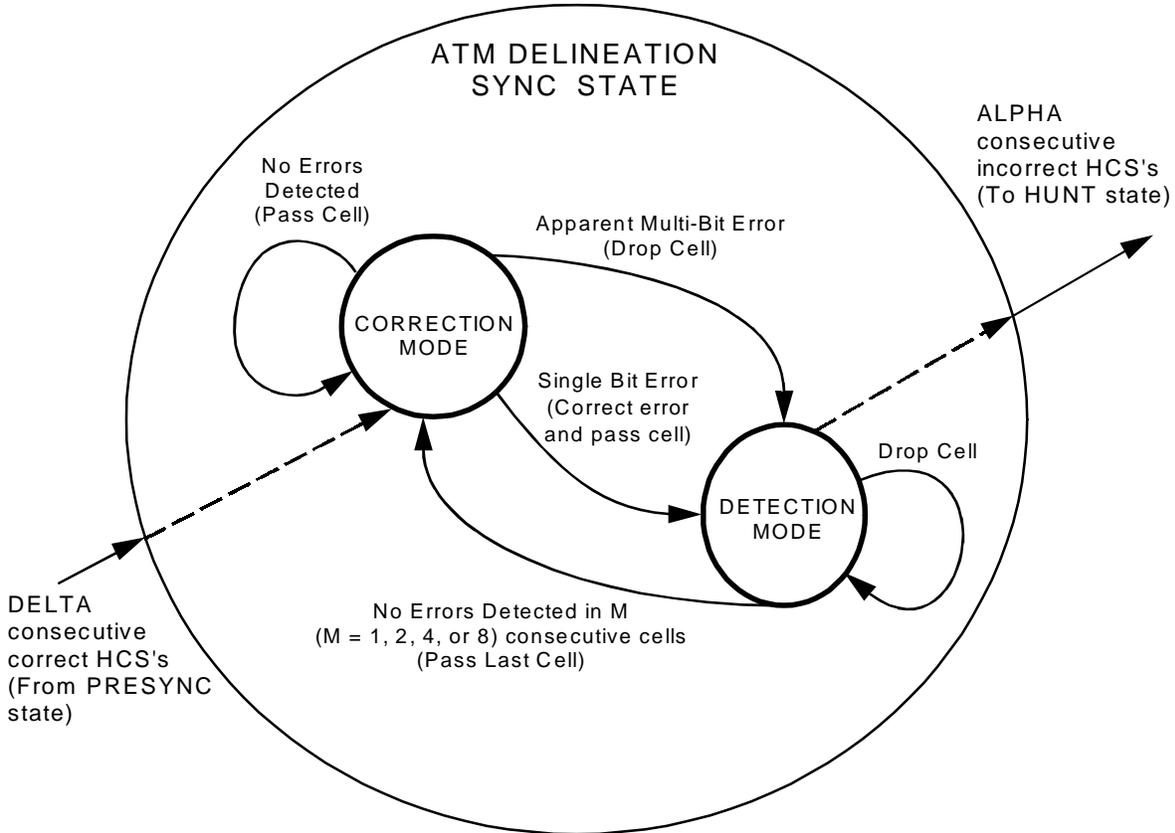 ATM DELINEATION
SYNC STATE
ALPHA
consecutive
incorrect HCS's
(To HUNT state)
No Errors
Detected
(Pass Cell)
Apparent Multi-Bit Error
(Drop Cell)
CORRECTION
MODE
Single Bit Error
(Correct error
and pass cell)
Drop Cell
DETECTION
MODE
DELTA
consecutive
correct HCS's
(From PRESYNC
state)
No Errors Detected in M
(M = 1, 2, 4, or 8) consecutive cells
(Pass Last Cell)